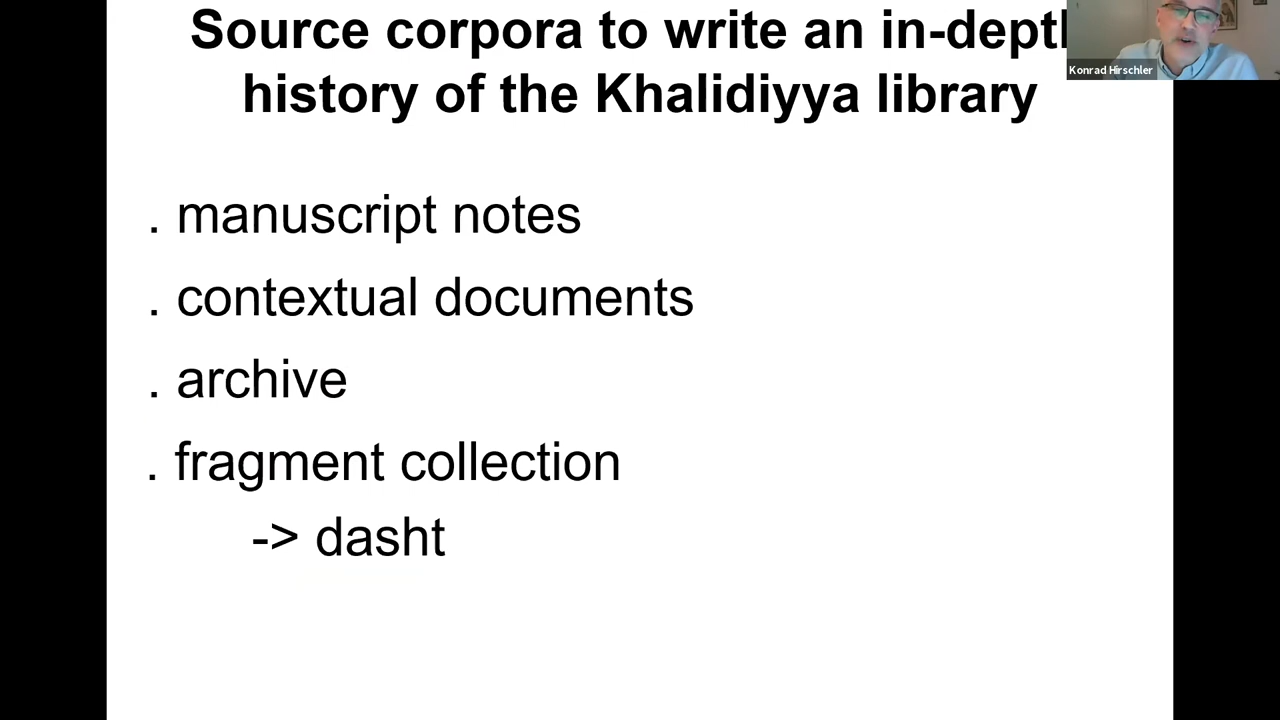 Source corpora to write an in-dept
history of the Khalidiyya library
Konrad Hirschler
. manuscript notes
. contextual documents
. archive
. fragment collection
-> dasht